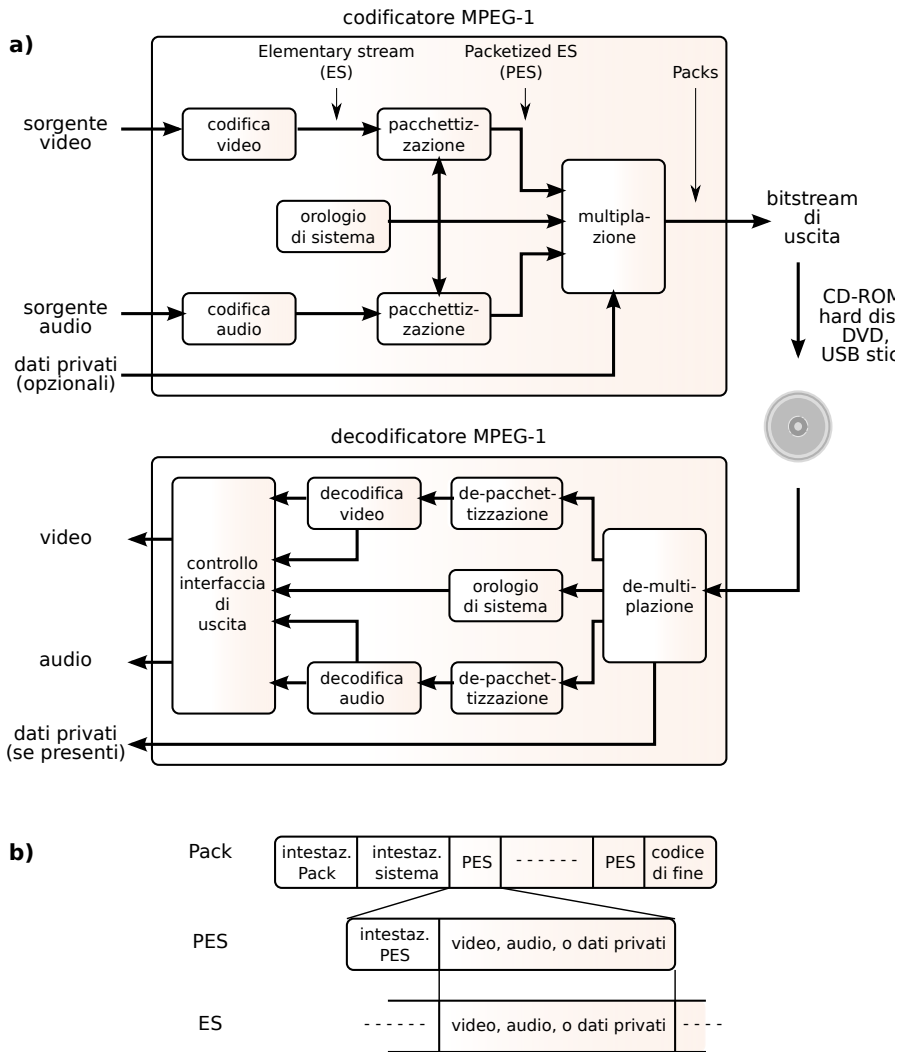 codificatore MPEG-1
a)
Elementary stream
(ES)
Packetized ES
(PES)
Packs
sorgente
video
codifica
video
pacchettiz-
zazione
orologio
di sistema
multipla-
zione
bitstream
di
uscita
sorgente
audio
codifica
audio
pacchettiz-
zazione
dati privati
(opzionali)
CD-ROM
hard dis
DVD,
USB stic
decodificatore MPEG-1
decodifica
video
de-pacchet-
tizzazione
video
controllo
interfaccia
di
uscita
orologio
di sistema
de-multi-
plazione
audio
decodifica
audio
de-pacchet-
tizzazione
dati privati
(se presenti)
b)
Pack
intestaz.
Pack
intestaz.
sistema
PES
- - - - - -
PES
codice
di fine
PES
intestaz.
PES
video, audio, o dati privati
ES
- - - - - -
video, audio, o dati privati
- - - -